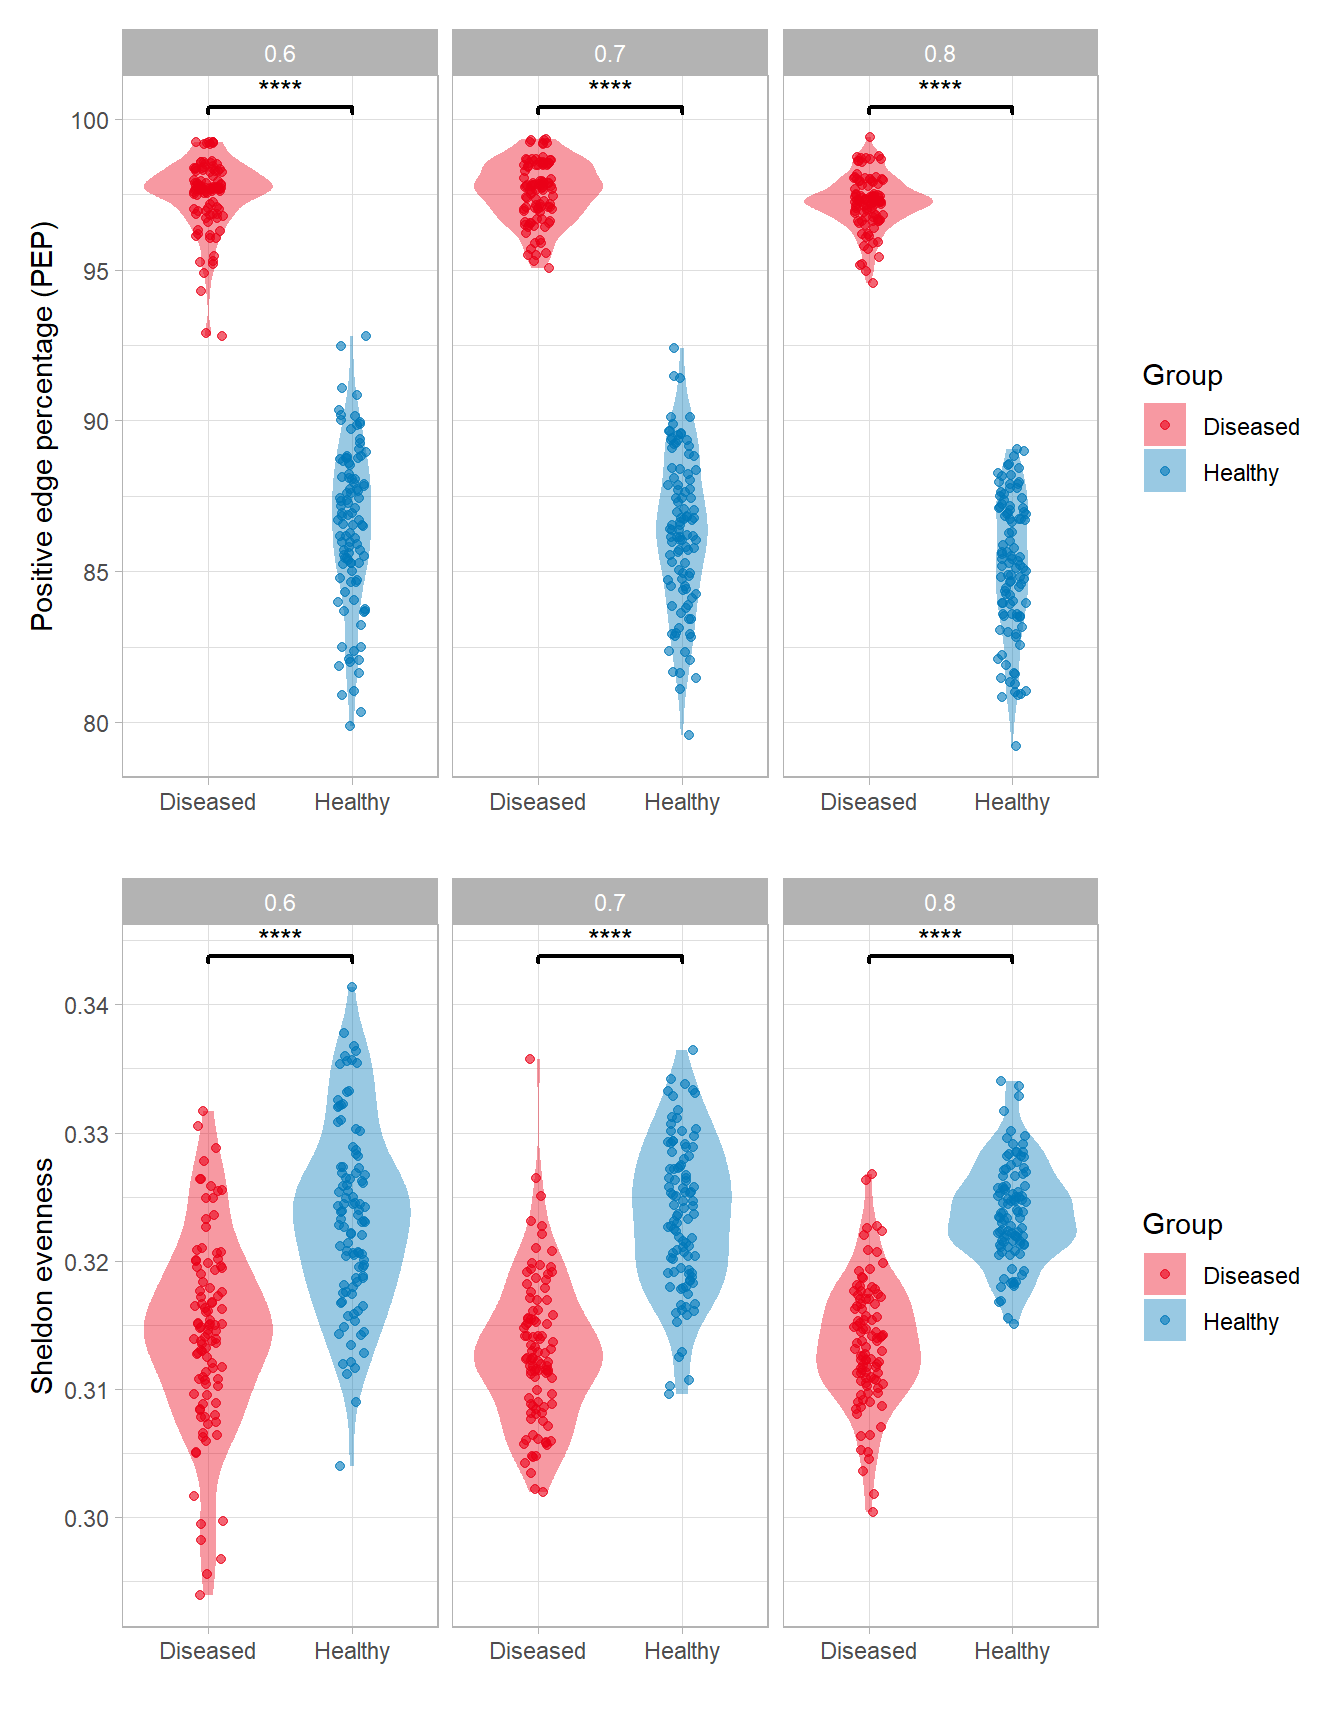 0.6 0.7 0.8
**** **** ****
Positive edge percentage (PEP)
100
95
90
85
80
Diseased Healthy Diseased Healthy Diseased Healthy
Group
Diseased
Healthy
0.6 0.7 0.8
**** **** ****
Sheldon evenness
0.34
0.33
0.32
0.31
0.30
Diseased Healthy Diseased Healthy Diseased Healthy
Group
Diseased
Healthy